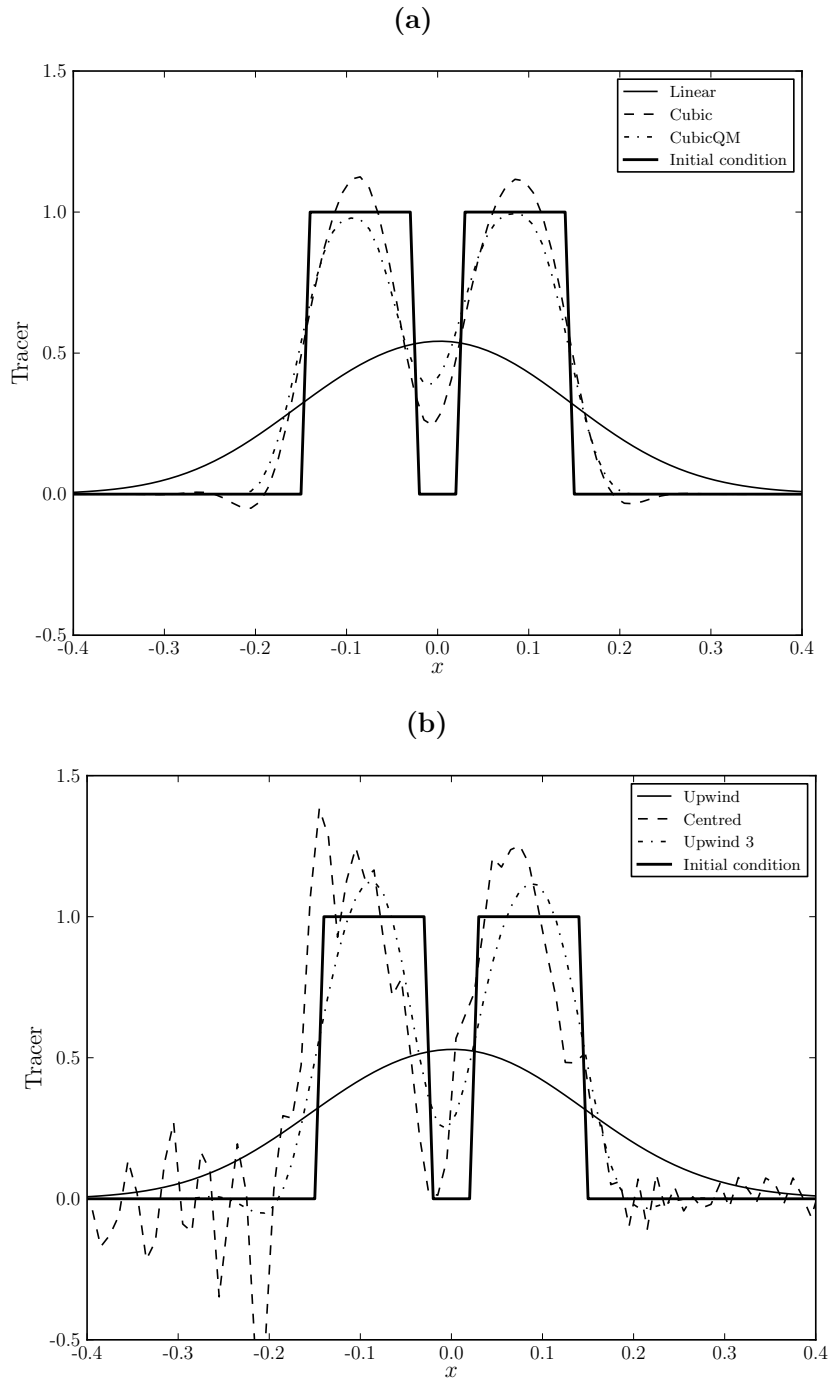 (a)
1.5
1.0
0.5
0.0
-0.5
Tracer
Linear
Cubic
CubicQM
Initial condition
-0.4 -0.3 -0.2 -0.1 0.0 0.1 0.2 0.3 0.4
x
(b)
1.5
1.0
0.5
0.0
-0.5
Tracer
Upwind
Centred
Upwind 3
Initial condition
-0.4 -0.3 -0.2 -0.1 0.0 0.1 0.2 0.3 0.4
x